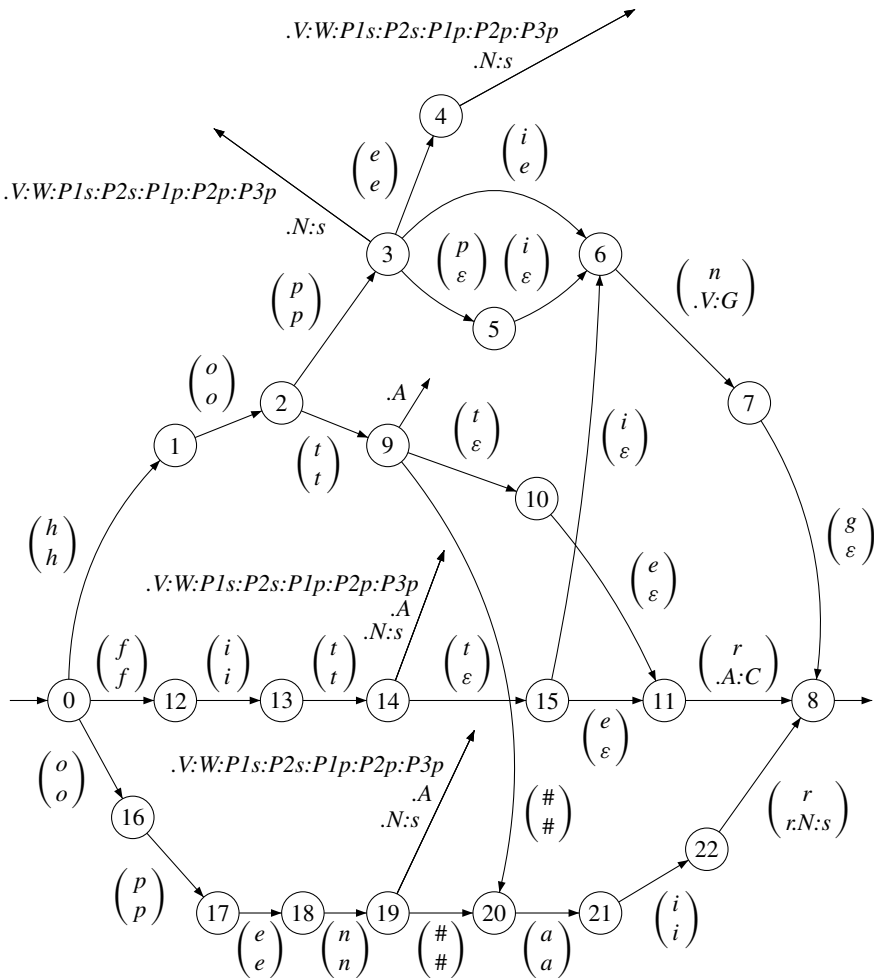 .V:W:P1s:P2s:P1p:P2p:P3p
.N:s
4
e
e
i
e
.V:W:P1s:P2s:P1p:P2p:P3p
.N:s
3
p
ε
i
ε
6
n
.V:G
p
p
5
o
o
2
.A
7
1
t
t
9
t
ε
i
ε
10
h
h
g
ε
.V:W:P1s:P2s:P1p:P2p:P3p
.A
.N:s
e
ε
f
f
i
i
t
t
t
ε
r
.A:C
0
12
13
14
15
11
8
e
ε
o
o
.V:W:P1s:P2s:P1p:P2p:P3p
.A
.N:s
#
#
r
r.N:s
16
22
p
p
17
18
19
20
21
e
e
n
n
#
#
a
a
i
i